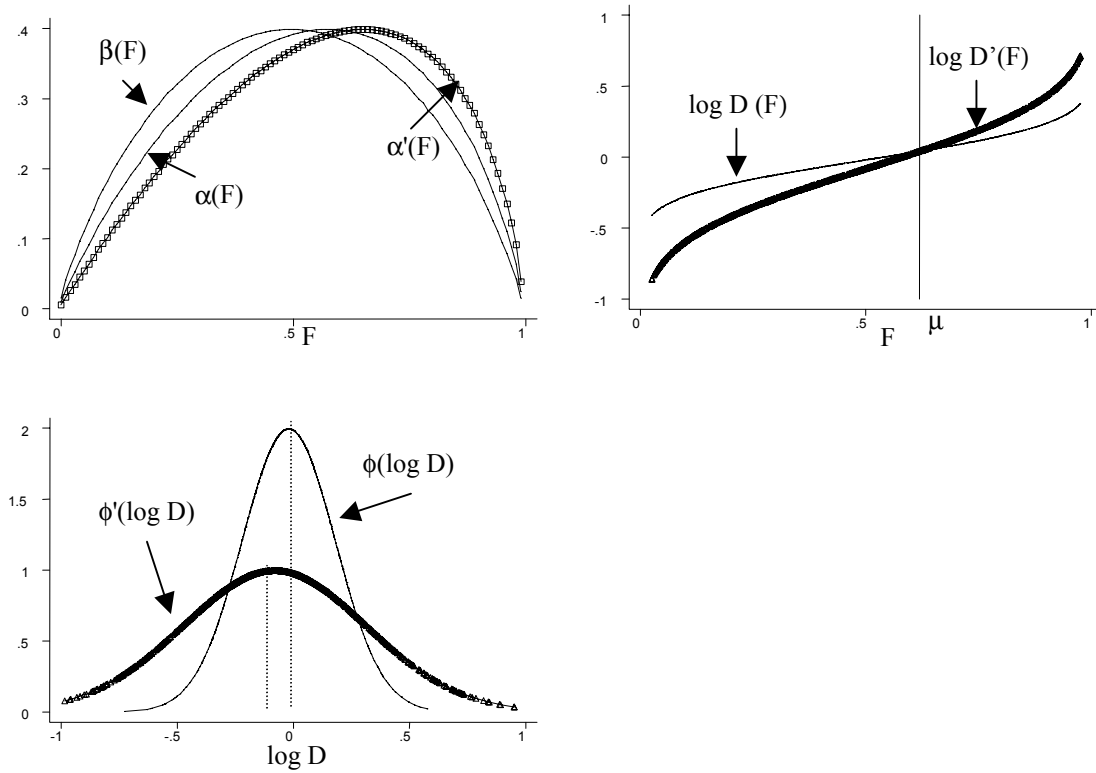 .4
β(F)
.3
α'(F)
.2
α(F)
.1
0
0 .5 1
F
1
log D'(F)
.5
log D (F)
0
-.5
-1
0 .5 1
μ
F
2
ϕ(log D)
1.5
ϕ'(log D)
1
.5
0
-1 -.5 0 .5 1
log D